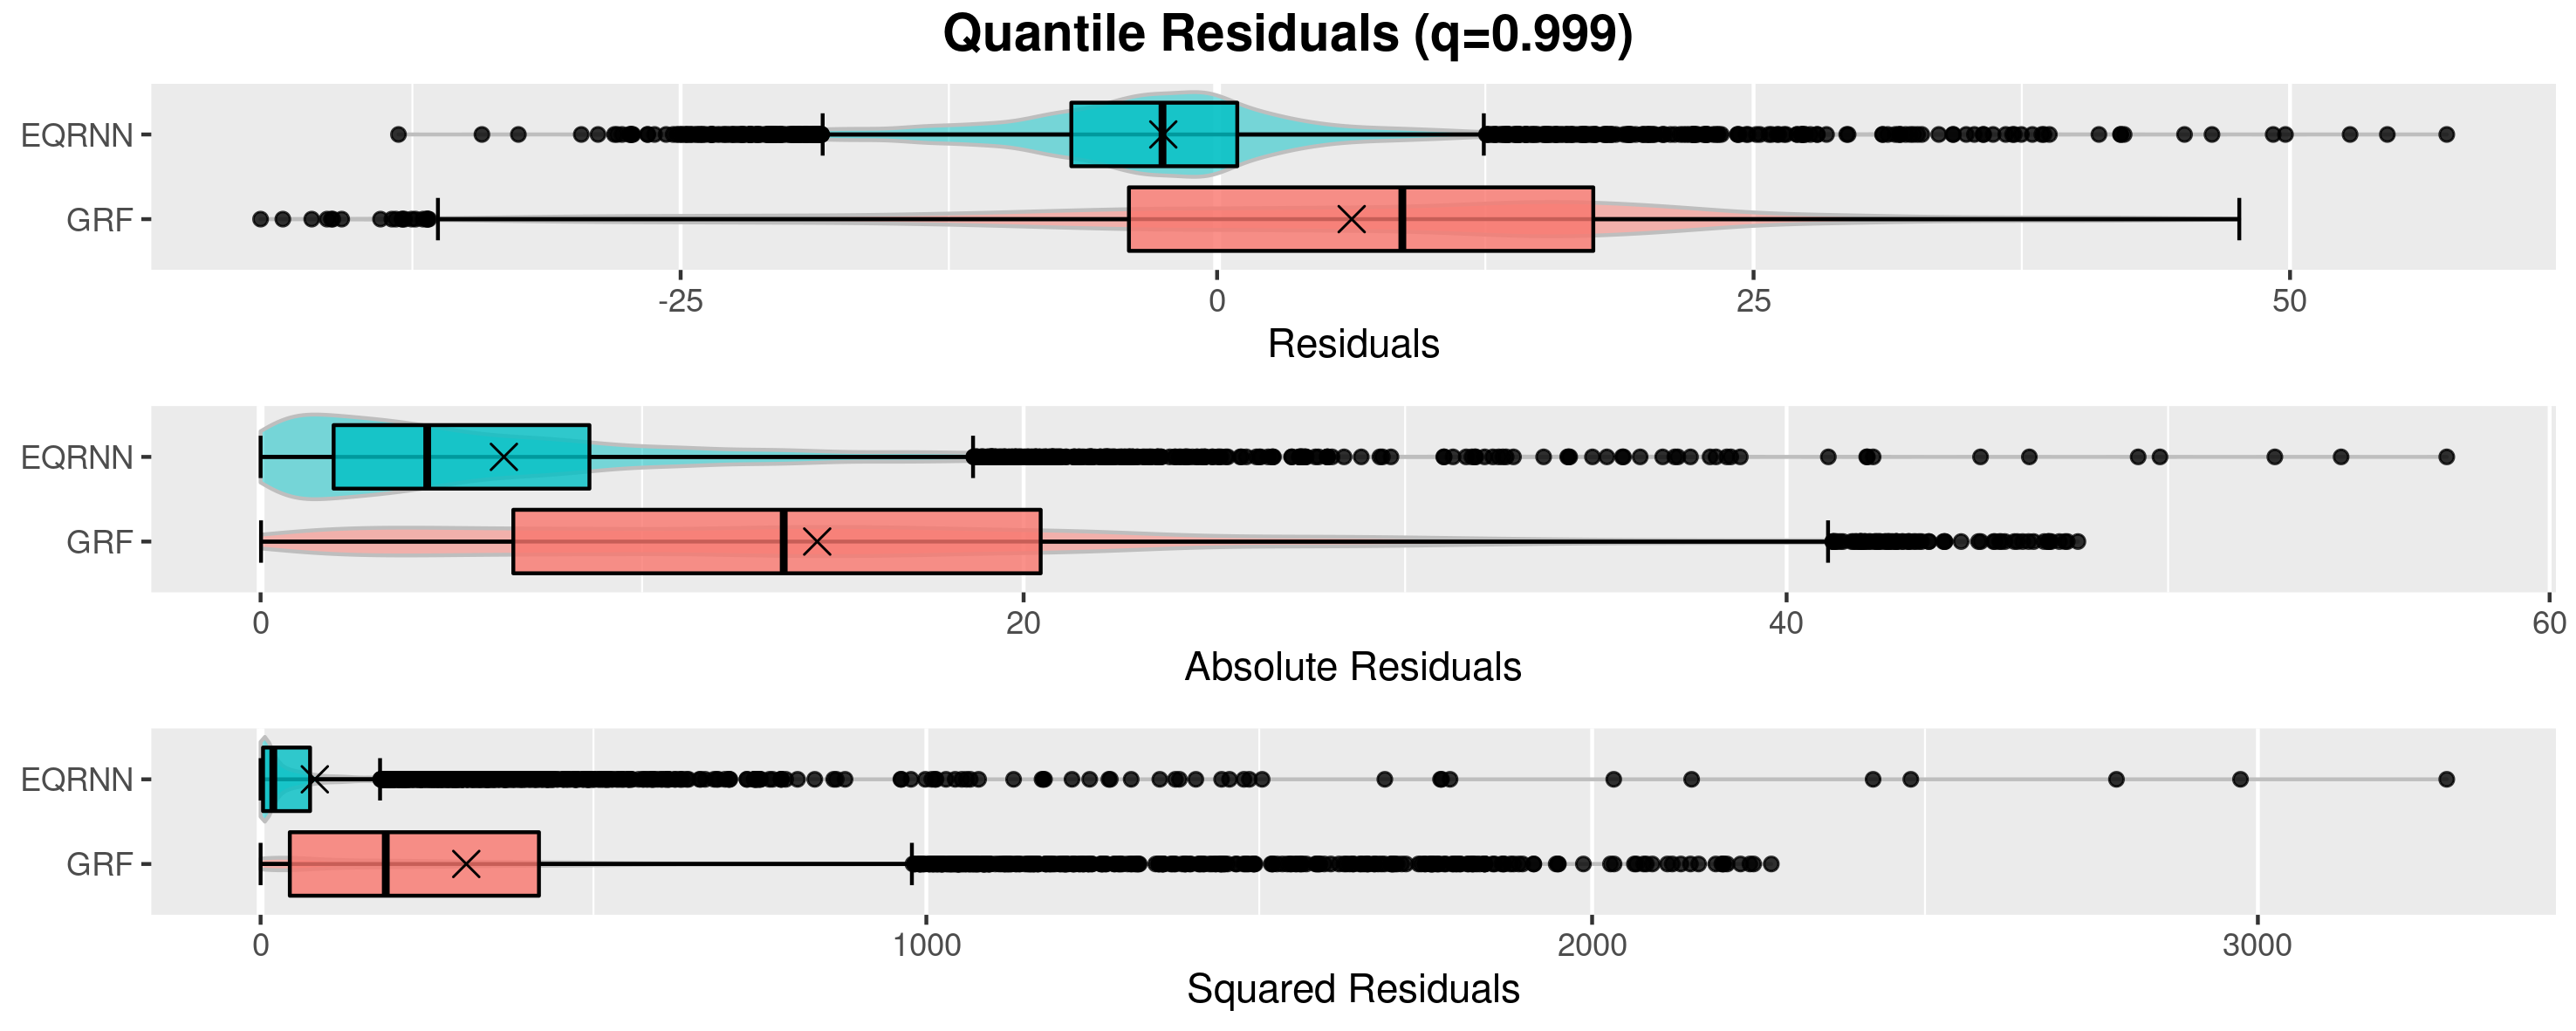 Quantile Residuals (q=0.999)
EQRNN
GRF
-25 0 25 50
Residuals
EQRNN
GRF
0 20 40 60
Absolute Residuals
EQRNN
GRF
0 1000 2000 3000
Squared Residuals